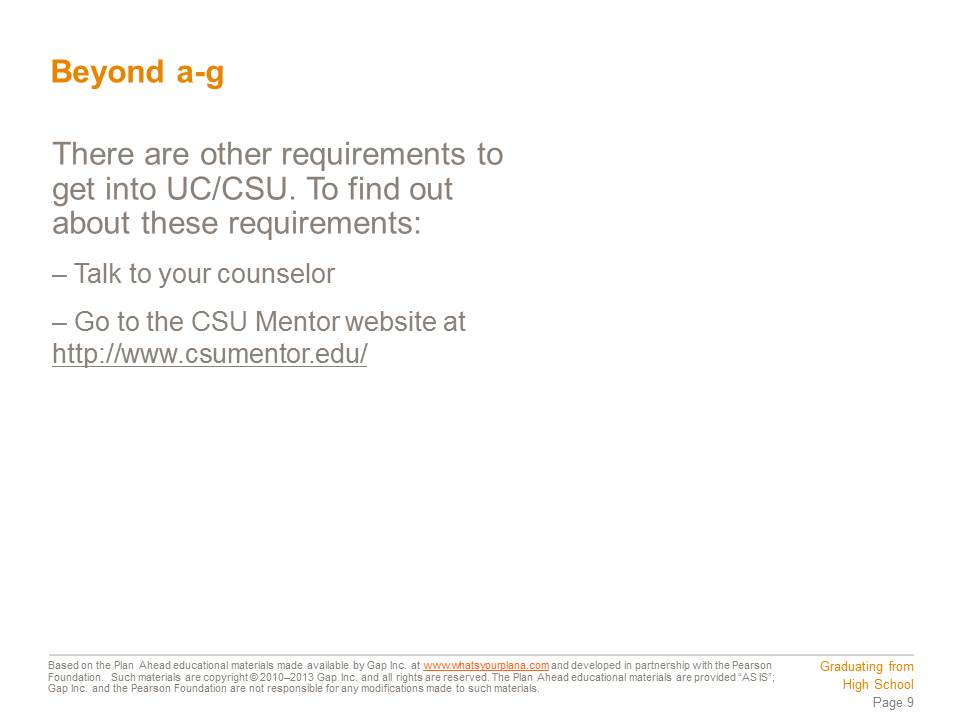 Beyond a-g
There are other requirements to
get into UC/CSU. To find out
about these requirements:
– Talk to your counselor
– Go to the CSU Mentor website at
http://www.csumentor.edu/
Based on the Plan Ahead educational materials made available by Gap Inc. at www.whatsyourplana.com and developed in partnership with the Pearson
Foundation. Such materials are copyright © 2010–2013 Gap Inc. and all rights are reserved. The Plan Ahead educational materials are provided “AS IS”;
Gap Inc. and the Pearson Foundation are not responsible for any modifications made to such materials.
Graduating from
High School
Page 9